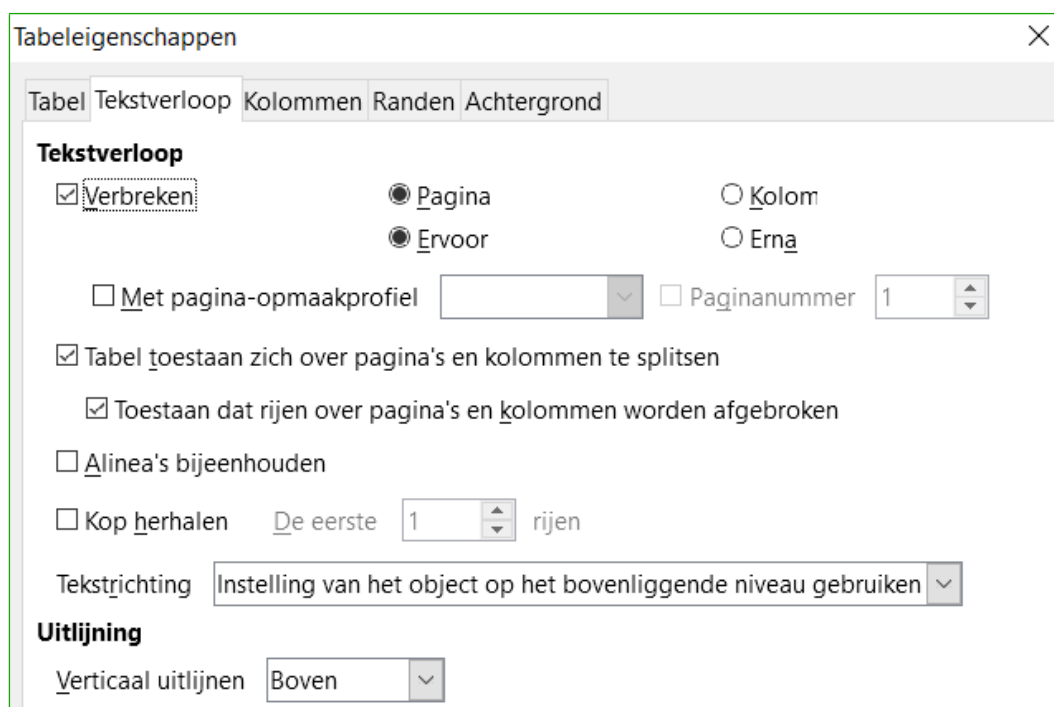 Tabeleigenschappen
Tabel Tekstverloop Kolommen Randen Achtergrond
Tekstverloop
Verbreken Pagina Kolom
Ervoor Erna
Met pagina-opmaakprofiel Paginanummer 1
Tabel toestaan zich over pagina's en kolommen te splitsen
Toestaan dat rijen over pagina's en kolommen worden afgebroken
Alinea's bijeenhouden
Kop herhalen De eerste 1 rijen
Tekstrichting Instelling van het object op het bovenliggende niveau gebruiken
Uitlijning
Verticaal uitlijnen Boven